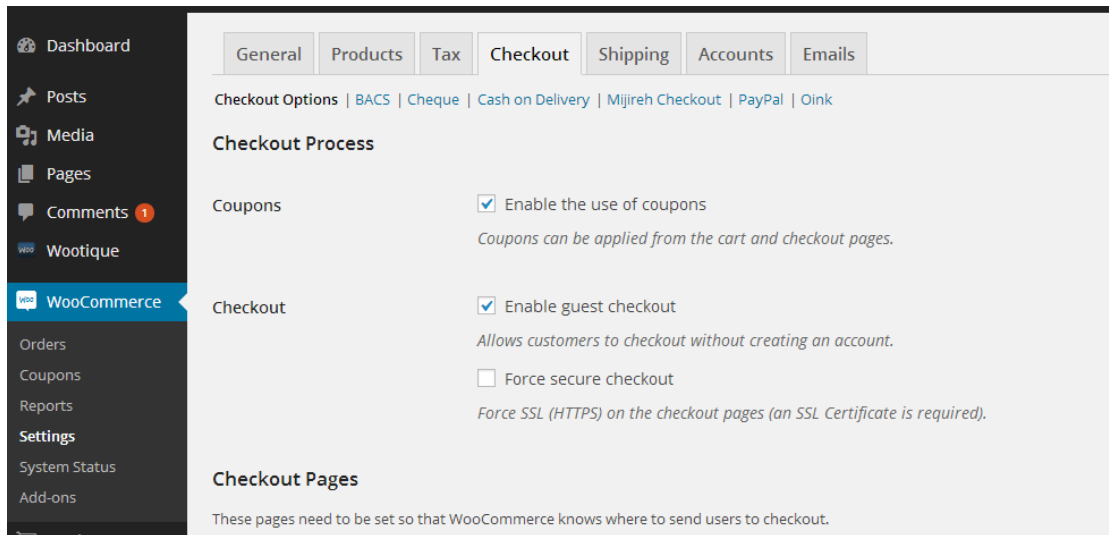 Dashboard
Posts
Media
Pages
Comments 1
Woo Wootique
Woo WooCommerce
Orders
Coupons
Reports
Settings
System Status
Add-ons
General Products Tax Checkout Shipping Accounts Emails
Checkout Options | BACS | Cheque | Cash on Delivery | Mijireh Checkout | PayPal | Oink
Checkout Process
Coupons
Enable the use of coupons
Coupons can be applied from the cart and checkout pages.
Checkout
Enable guest checkout
Allows customers to checkout without creating an account.
Force secure checkout
Force SSL (HTTPS) on the checkout pages (an SSL Certificate is required).
Checkout Pages
These pages need to be set so that WooCommerce knows where to send users to checkout.